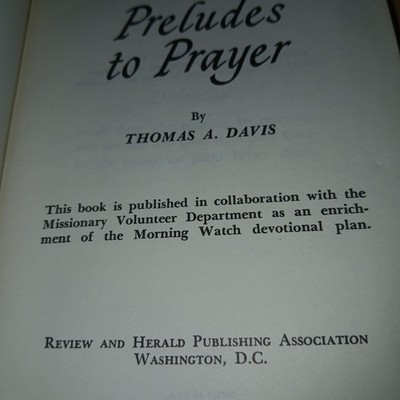 Preludes
to Prayer
By
THOMAS A. DAVIS
This book is published in collaboration with the
Missionary Volunteer Department as an enrich-
ment of the Morning Watch devotional plan.
REVIEW AND HERALD PUBLISHING ASSOCIATION
WASHINGTON, D.C.